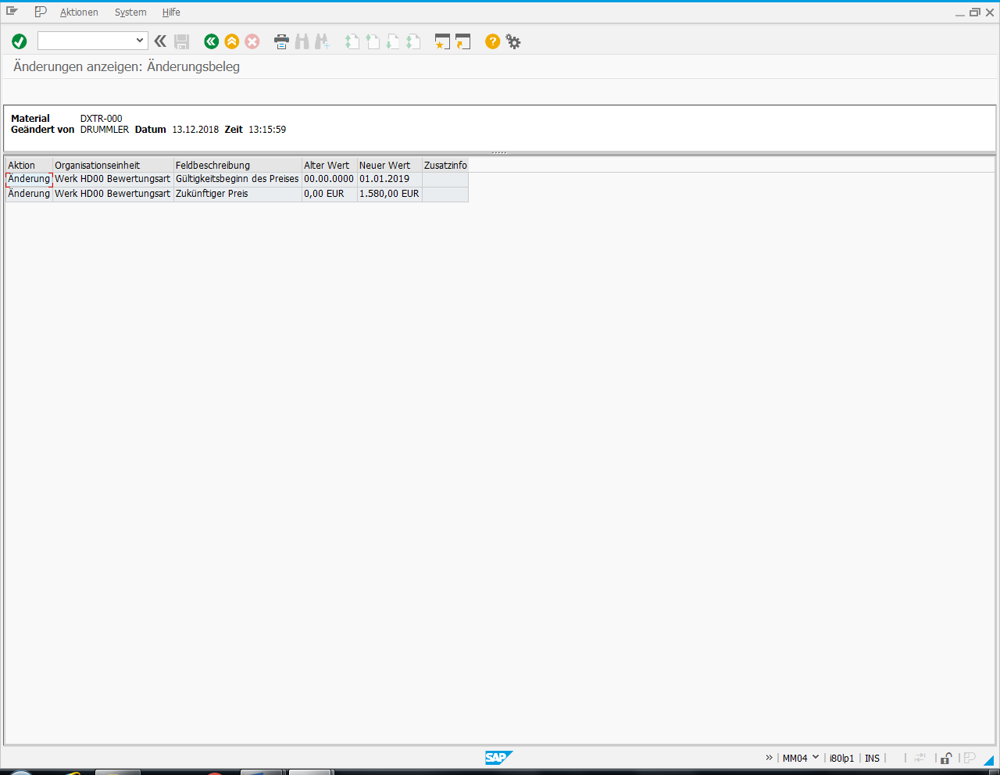 Aktionen System Hilfe
Änderungen anzeigen: Änderungsbeleg
Material DXTR-000
Geändert von DRUMMLER Datum 13.12.2018 Zeit 13:15:59
Aktion Organisationseinheit Feldbeschreibung Alter Wert Neuer Wert Zusatzinfo
Änderung Werk HD00 Bewertungsart Gültigkeitsbeginn des Preises 00.00.0000 01.01.2019
Änderung Werk HD00 Bewertungsart Zukünftiger Preis 0,00 EUR 1.580,00 EUR
SAP MM04 i80lp1 INS